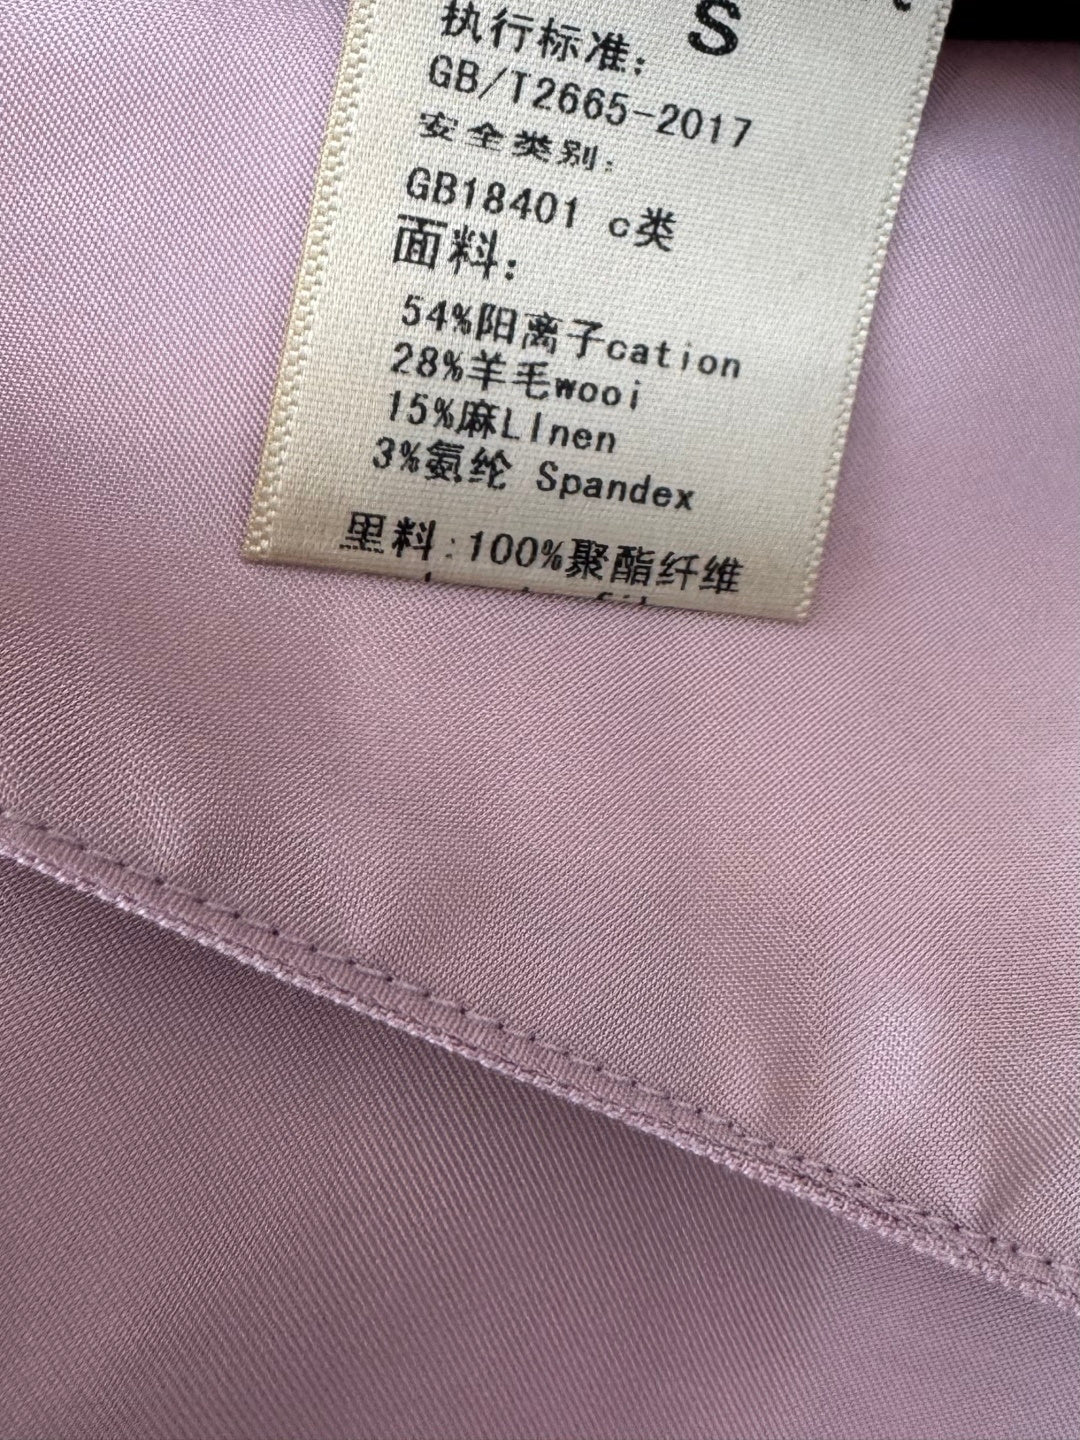 S
执行标准：
GB/T2665-2017
安全类别：
GB18401 c类
面料：
54%阳离子cation
28%羊毛wooi
15%麻LInen
3%氨纶 Spandex
里料：100%聚酯纤维